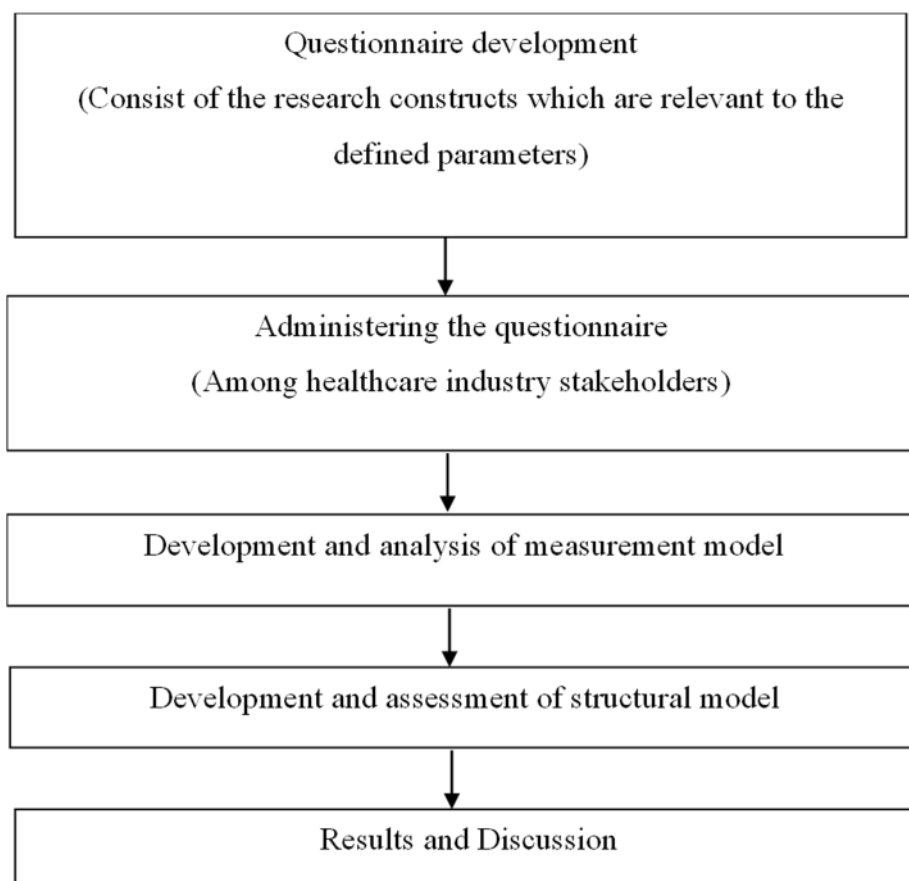 Questionnaire development
(Consist of the research constructs which are relevant to the
defined parameters)
Administering the questionnaire
(Among healthcare industry stakeholders)
Development and analysis of measurement model
Development and assessment of structural model
Results and Discussion